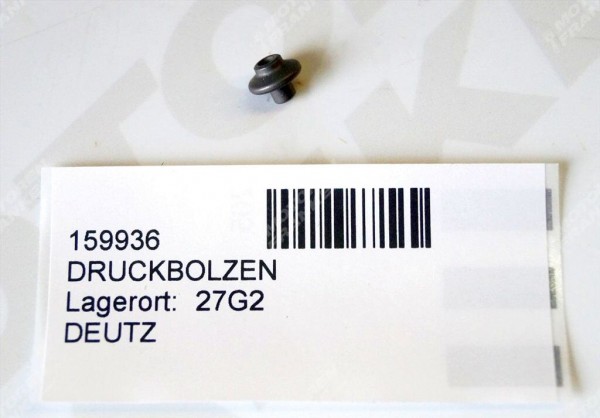 159936
DRUCKBOLZEN
Lagerort: 27G2
DEUTZ